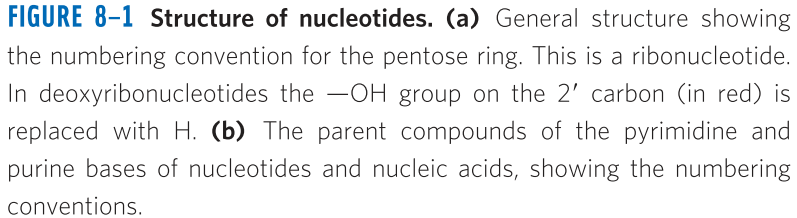 FIGURE 8–1 Structure of nucleotides. (a) General structure showing
the numbering convention for the pentose ring. This is a ribonucleotide.
In deoxyribonucleotides the —OH group on the 2′ carbon (in red) is
replaced with H. (b) The parent compounds of the pyrimidine and
purine bases of nucleotides and nucleic acids, showing the numbering
conventions.